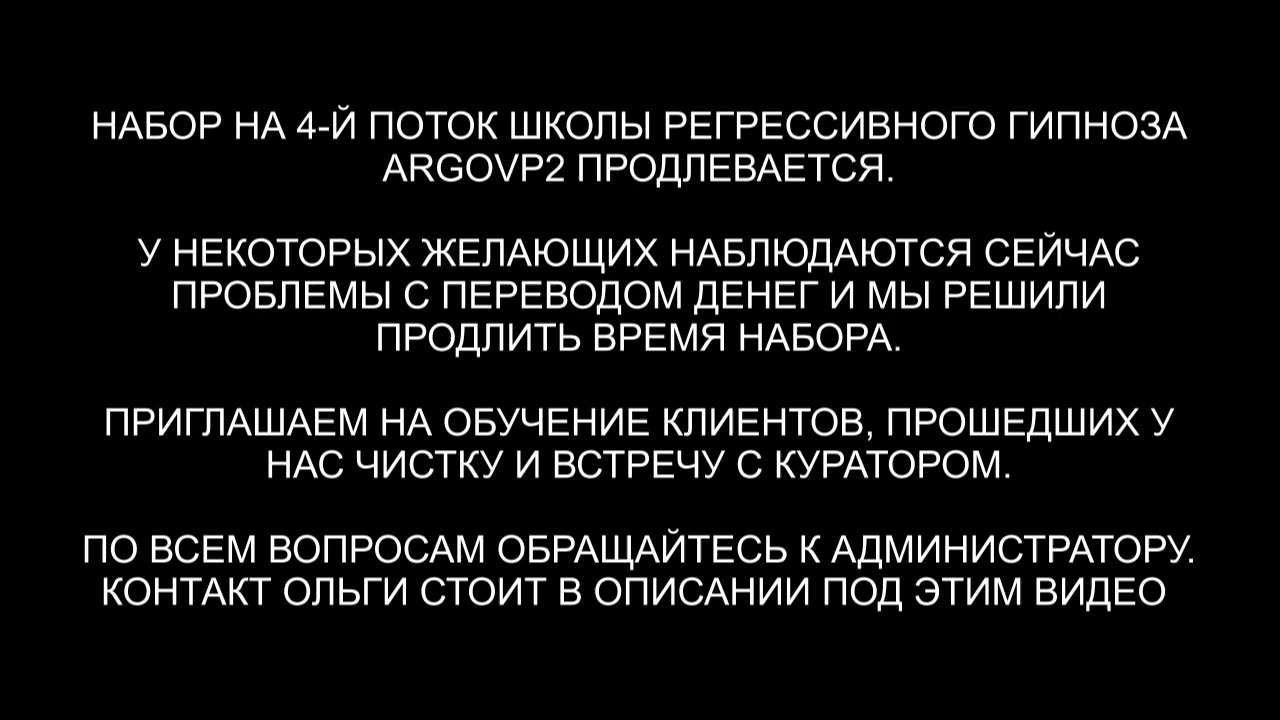 НАБОР НА 4-Й ПОТОК ШКОЛЫ РЕГРЕССИВНОГО ГИПНОЗА
ARGOVP2 ПРОДЛЕВАЕТСЯ.
У НЕКОТОРЫХ ЖЕЛАЮЩИХ НАБЛЮДАЮТСЯ СЕЙЧАС
ПРОБЛЕМЫ С ПЕРЕВОДОМ ДЕНЕГ И МЫ РЕШИЛИ
ПРОДЛИТЬ ВРЕМЯ НАБОРА.
ПРИГЛАШАЕМ НА ОБУЧЕНИЕ КЛИЕНТОВ, ПРОШЕДШИХ У
НАС ЧИСТКУ И ВСТРЕЧУ С КУРАТОРОМ.
ПО ВСЕМ ВОПРОСАМ ОБРАЩАЙТЕСЬ К АДМИНИСТРАТОРУ.
КОНТАКТ ОЛЬГИ СТОИТ В ОПИСАНИИ ПОД ЭТИМ ВИДЕО